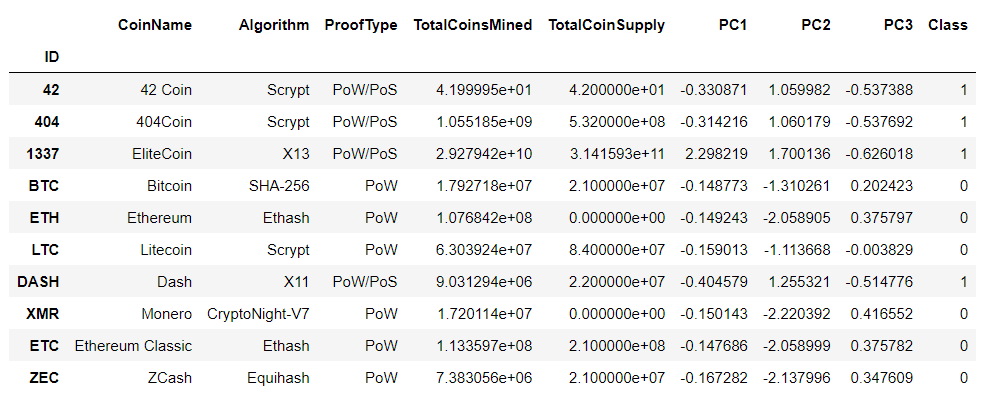 CoinName Algorithm ProofType TotalCoinsMined TotalCoinSupply PC1 PC2 PC3 Class
ID
42 42 Coin Scrypt PoW/PoS 4.199995e+01 4.200000e+01 -0.330871 1.059982 -0.537388 1
404 404Coin Scrypt PoW/PoS 1.055185e+09 5.320000e+08 -0.314216 1.060179 -0.537692 1
1337 EliteCoin X13 PoW/PoS 2.927942e+10 3.141593e+11 2.298219 1.700136 -0.626018 1
BTC Bitcoin SHA-256 PoW 1.792718e+07 2.100000e+07 -0.148773 -1.310261 0.202423 0
ETH Ethereum Ethash PoW 1.076842e+08 0.000000e+00 -0.149243 -2.058905 0.375797 0
LTC Litecoin Scrypt PoW 6.303924e+07 8.400000e+07 -0.159013 -1.113668 -0.003829 0
DASH Dash X11 PoW/PoS 9.031294e+06 2.200000e+07 -0.404579 1.255321 -0.514776 1
XMR Monero CryptoNight-V7 PoW 1.720114e+07 0.000000e+00 -0.150143 -2.220392 0.416552 0
ETC Ethereum Classic Ethash PoW 1.133597e+08 2.100000e+08 -0.147686 -2.058999 0.375782 0
ZEC ZCash Equihash PoW 7.383056e+06 2.100000e+07 -0.167282 -2.137996 0.347609 0